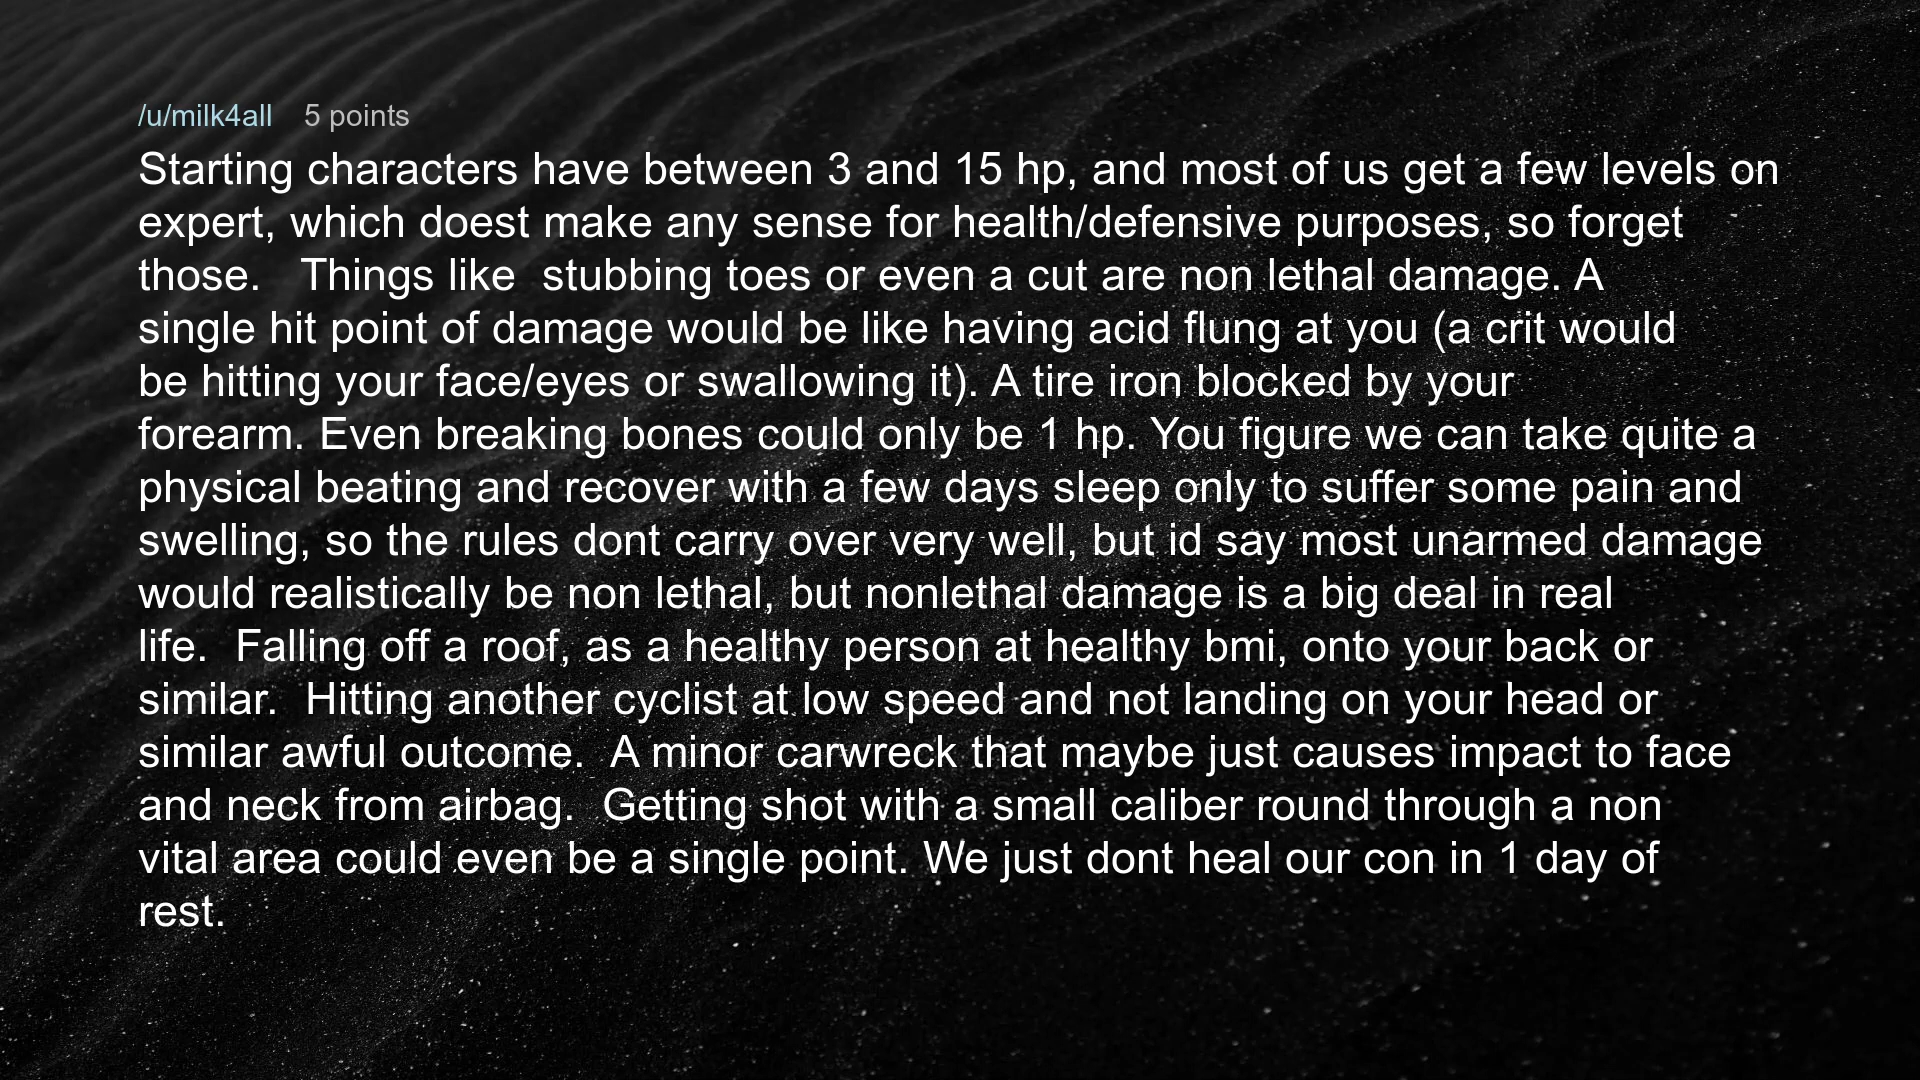 /u/milk4all 5 points
Starting characters have between 3 and 15 hp, and most of us get a few levels on
expert, which doest make any sense for health/defensive purposes, so forget
those.   Things like  stubbing toes or even a cut are non lethal damage. A
single hit point of damage would be like having acid flung at you (a crit would
be hitting your face/eyes or swallowing it). A tire iron blocked by your
forearm. Even breaking bones could only be 1 hp. You figure we can take quite a
physical beating and recover with a few days sleep only to suffer some pain and
swelling, so the rules dont carry over very well, but id say most unarmed damage
would realistically be non lethal, but nonlethal damage is a big deal in real
life.  Falling off a roof, as a healthy person at healthy bmi, onto your back or
similar.  Hitting another cyclist at low speed and not landing on your head or
similar awful outcome.  A minor carwreck that maybe just causes impact to face
and neck from airbag.  Getting shot with a small caliber round through a non
vital area could even be a single point. We just dont heal our con in 1 day of
rest.